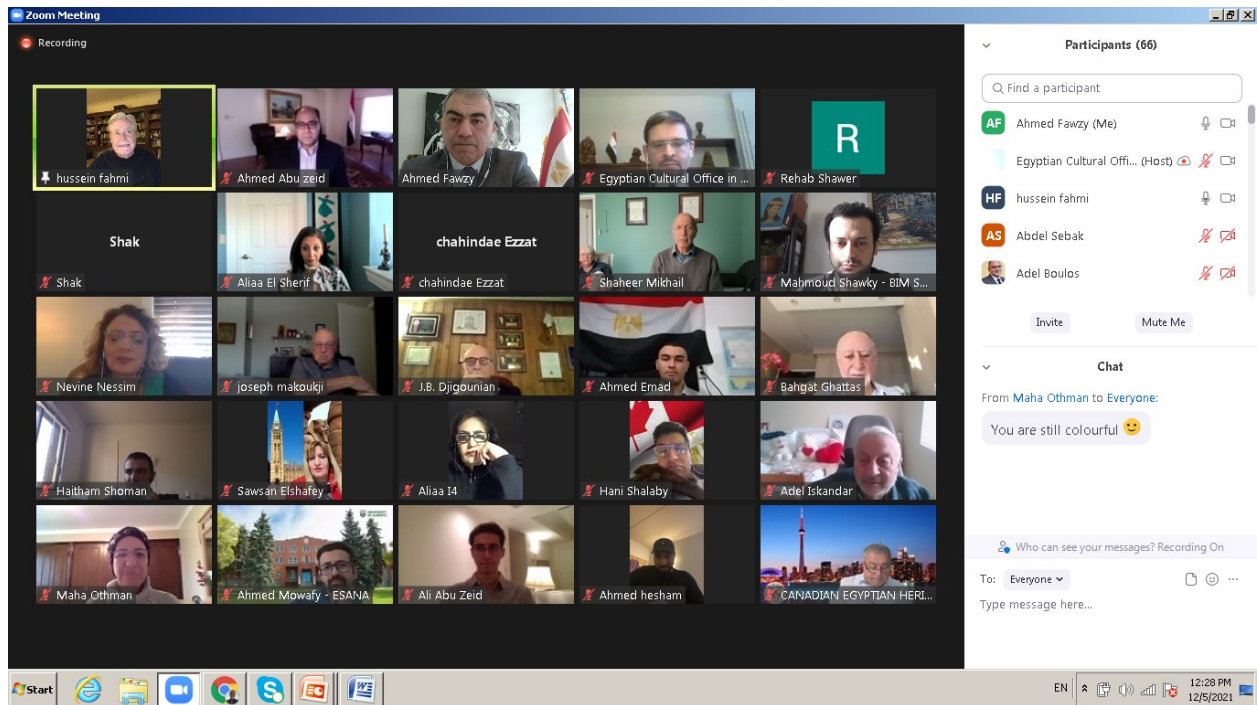 Zoom Meeting
Recording
hussein fahmi
Ahmed Abu zeid
Ahmed Fawzy
Egyptian Cultural Office in ...
R
Rehab Shawer
Shak
Shak
Aliaa El Sherif
chahindae Ezzat
chahindae Ezzat
Shaheer Mikhail
Mahmoud Shawky - BIM S...
Nevine Nessim
joseph makoukji
J.B. Djigounian
Ahmed Emad
Bahgat Ghattas
Haitham Shoman
Sawsan Elshafey
Aliaa I4
Hani Shalaby
Adel Iskandar
Maha Othman
Ahmed Mowafy - ESANA
Ali Abu Zeid
Ahmed hesham
CANADIAN EGYPTIAN HERI...
Participants (66)
Find a participant
AF Ahmed Fawzy (Me)
Egyptian Cultural Offi... (Host)
HF hussein fahmi
AS Abdel Sebak
Adel Boulos
Invite Mute Me
Chat
From Maha Othman to Everyone:
You are still colourful 🙂
Who can see your messages? Recording On
To: Everyone
Type message here...
Start
EN
12:28 PM
12/5/2021